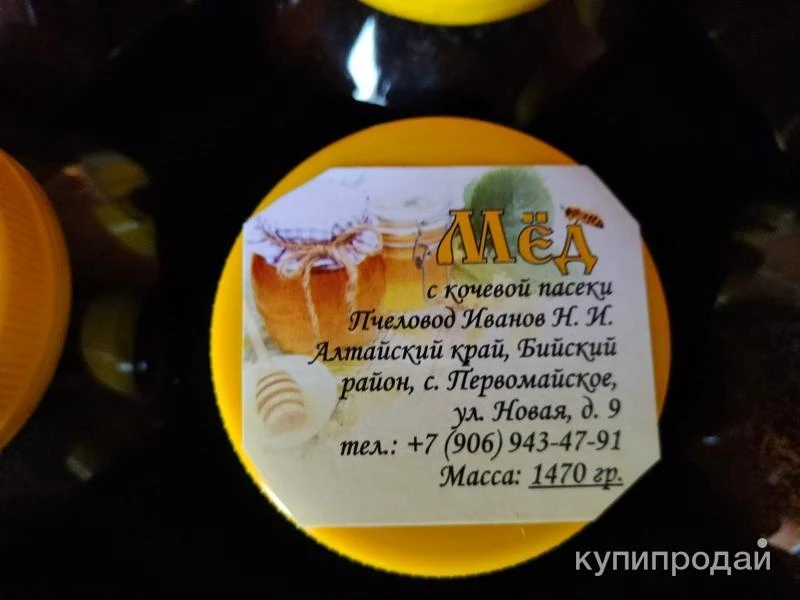 Мёд
с кочевой пасеки
Пчеловод Иванов Н. И.
Алтайский край, Бийский
район, с. Первомайское,
ул. Новая, д. 9
тел.: +7 (906) 943-47-91
Масса: 1470 гр.
купипродай